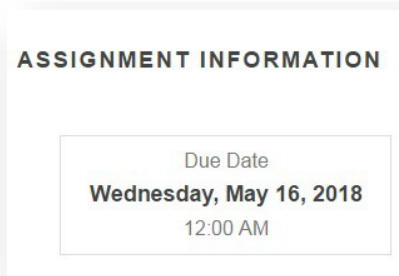 ASSIGNMENT INFORMATION
Due Date
Wednesday, May 16, 2018
12:00 AM